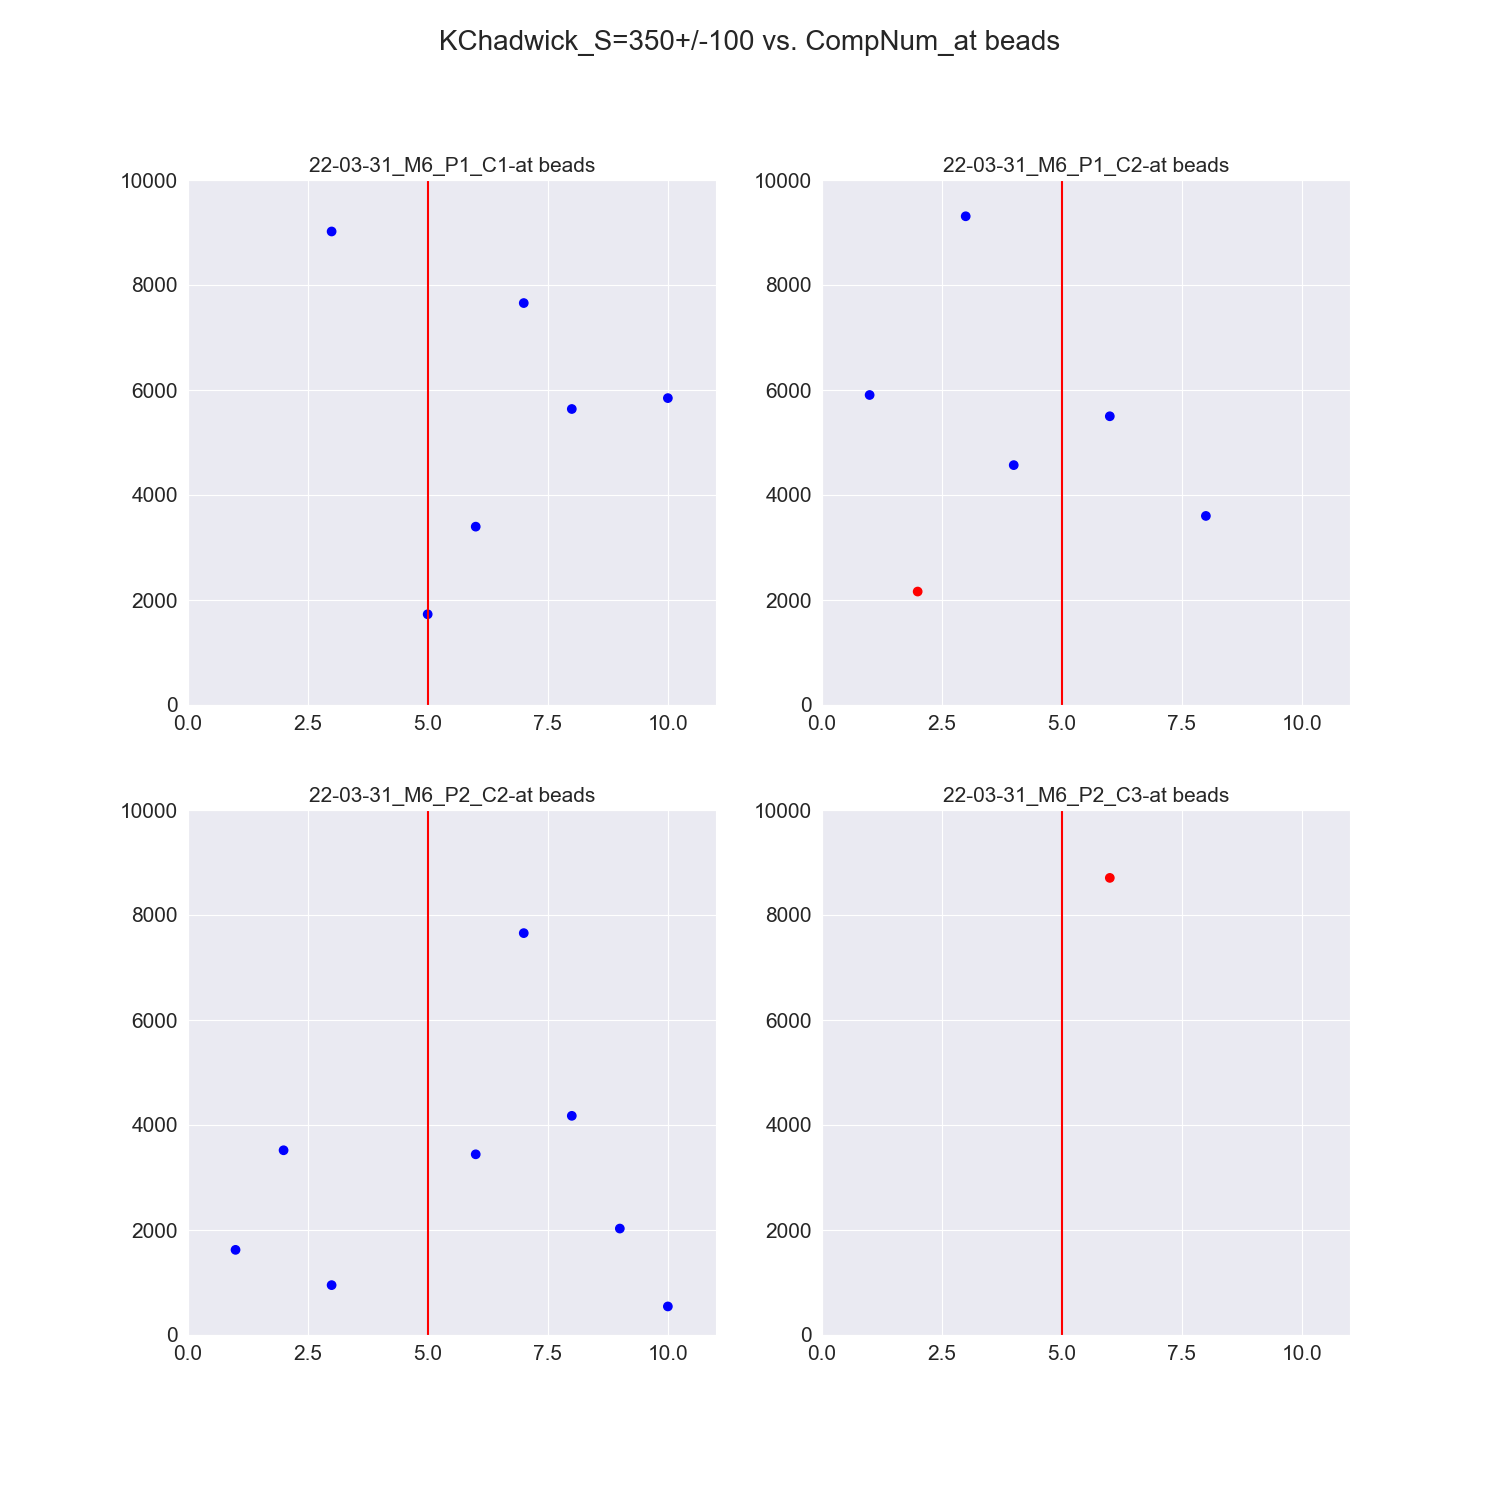 KChadwick_S=350+/-100 vs. CompNum_at beads
22-03-31_M6_P1_C1-at beads
10000
8000
6000
4000
2000
0
0.0 2.5 5.0 7.5 10.0
22-03-31_M6_P1_C2-at beads
10000
8000
6000
4000
2000
0
0.0 2.5 5.0 7.5 10.0
22-03-31_M6_P2_C2-at beads
10000
8000
6000
4000
2000
0
0.0 2.5 5.0 7.5 10.0
22-03-31_M6_P2_C3-at beads
10000
8000
6000
4000
2000
0
0.0 2.5 5.0 7.5 10.0